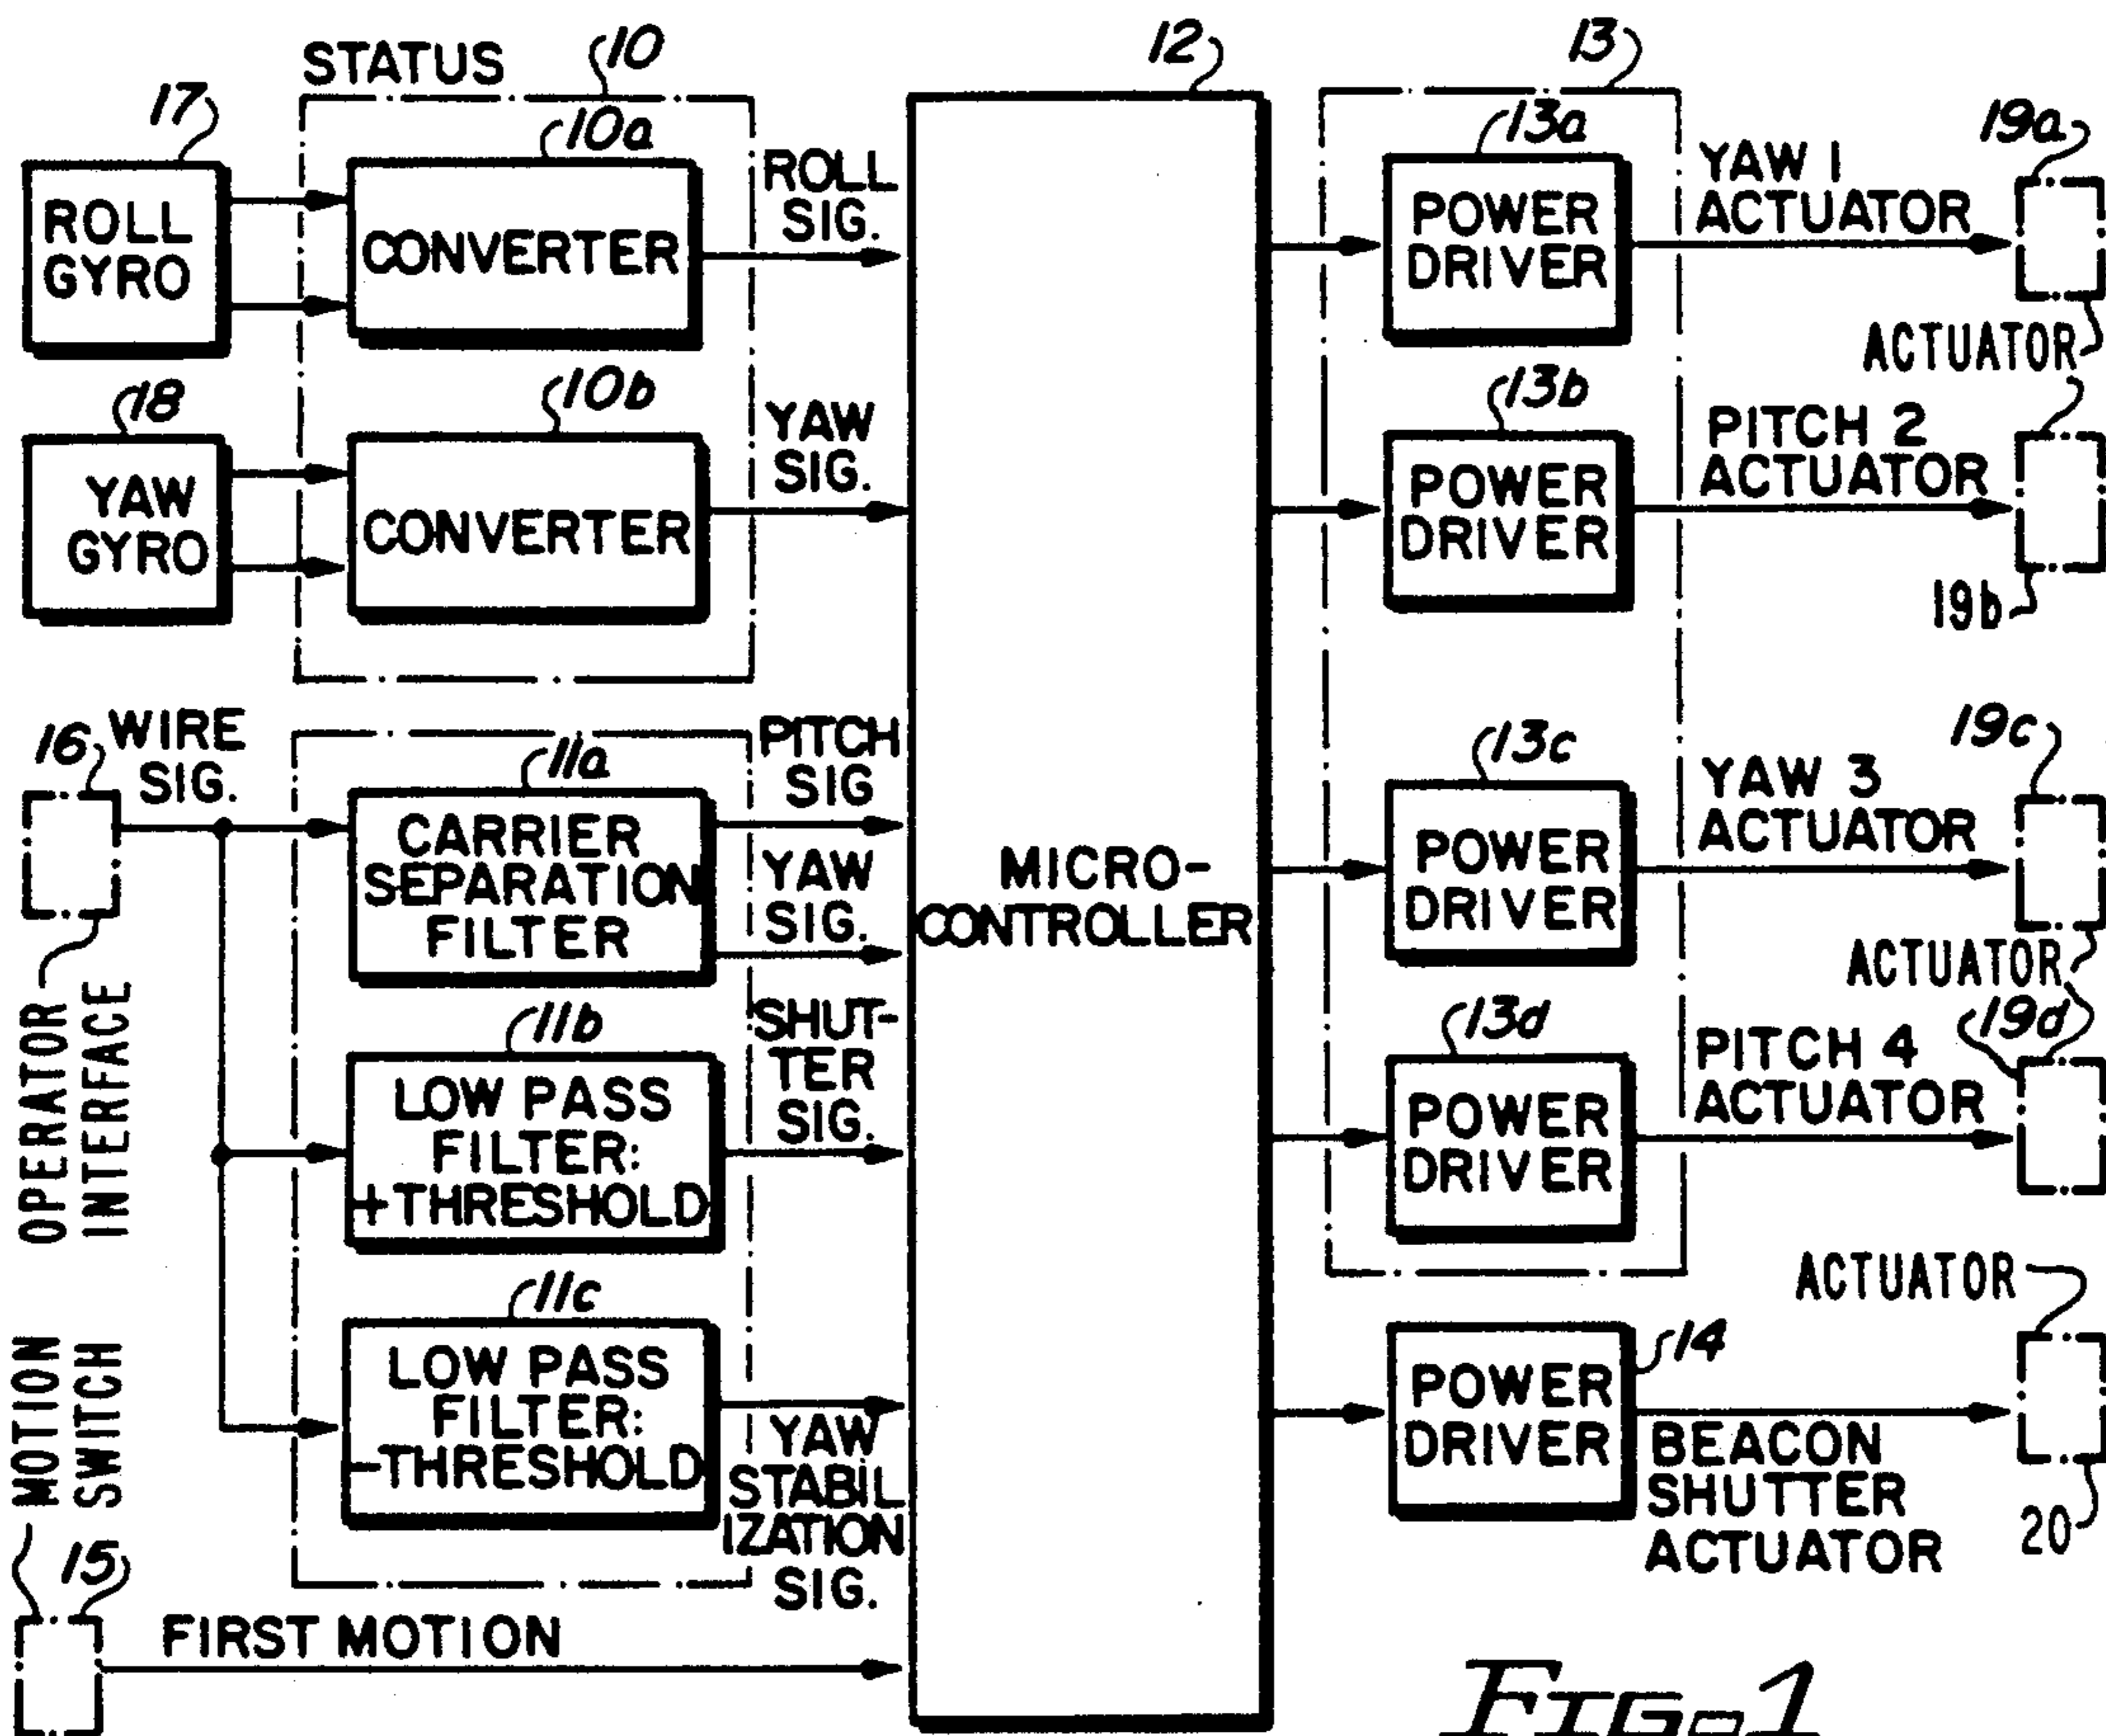 STATUS
10
12
13
17
10a
13a
19a
ROLL
GYRO
CONVERTER
ROLL
SIG.
POWER
DRIVER
YAW 1
ACTUATOR
ACTUATOR
18
10b
13b
YAW
GYRO
CONVERTER
YAW
SIG.
POWER
DRIVER
PITCH 2
ACTUATOR
19b
16
WIRE
SIG.
11a
PITCH
SIG
13c
19c
CARRIER
SEPARATION
FILTER
YAW
SIG.
MICRO-
CONTROLLER
POWER
DRIVER
YAW 3
ACTUATOR
ACTUATOR
OPERATOR
INTERFACE
11b
SHUT-
TER
SIG.
13d
19d
LOW PASS
FILTER:
+THRESHOLD
POWER
DRIVER
PITCH 4
ACTUATOR
11c
ACTUATOR
MOTION
SWITCH
LOW PASS
FILTER:
-THRESHOLD
YAW
STABIL
IZATION
SIG.
14
POWER
DRIVER
BEACON
SHUTTER
ACTUATOR
20
15
FIRST MOTION
FIG. 1